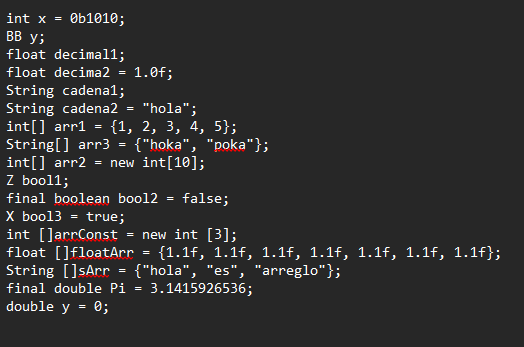 int x = 0b1010;
BB y;
float decimal1;
float decima2 = 1.0f;
String cadena1;
String cadena2 = "hola";
int[] arr1 = {1, 2, 3, 4, 5};
String[] arr3 = {"hoka", "poka"};
int[] arr2 = new int[10];
Z bool1;
final boolean bool2 = false;
X bool3 = true;
int []arrConst = new int [3];
float []floatArr = {1.1f, 1.1f, 1.1f, 1.1f, 1.1f, 1.1f, 1.1f};
String []sArr = {"hola", "es", "arreglo"};
final double Pi = 3.1415926536;
double y = 0;